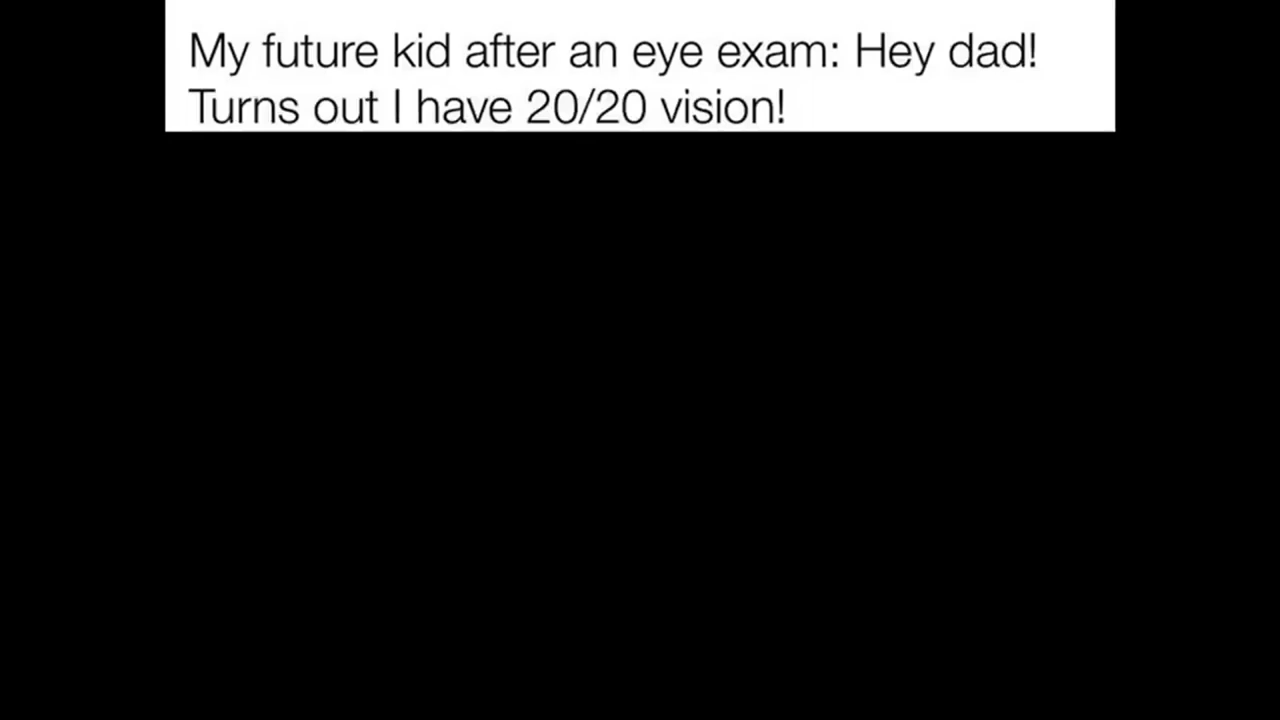 My future kid after an eye exam: Hey dad!
Turns out I have 20/20 vision!